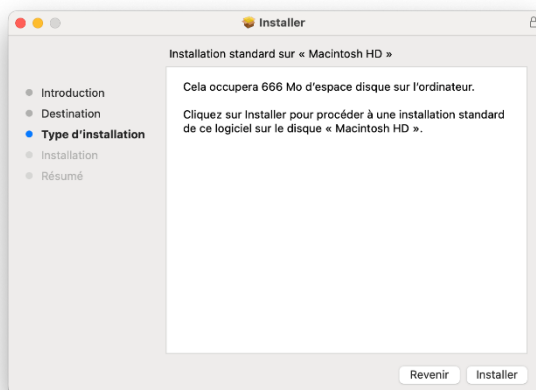 Installer
Installation standard sur « Macintosh HD »
Introduction
Destination
Type d’installation
Installation
Résumé
Cela occupera 666 Mo d’espace disque sur l’ordinateur.
Cliquez sur Installer pour procéder à une installation standard
de ce logiciel sur le disque « Macintosh HD ».
Revenir
Installer